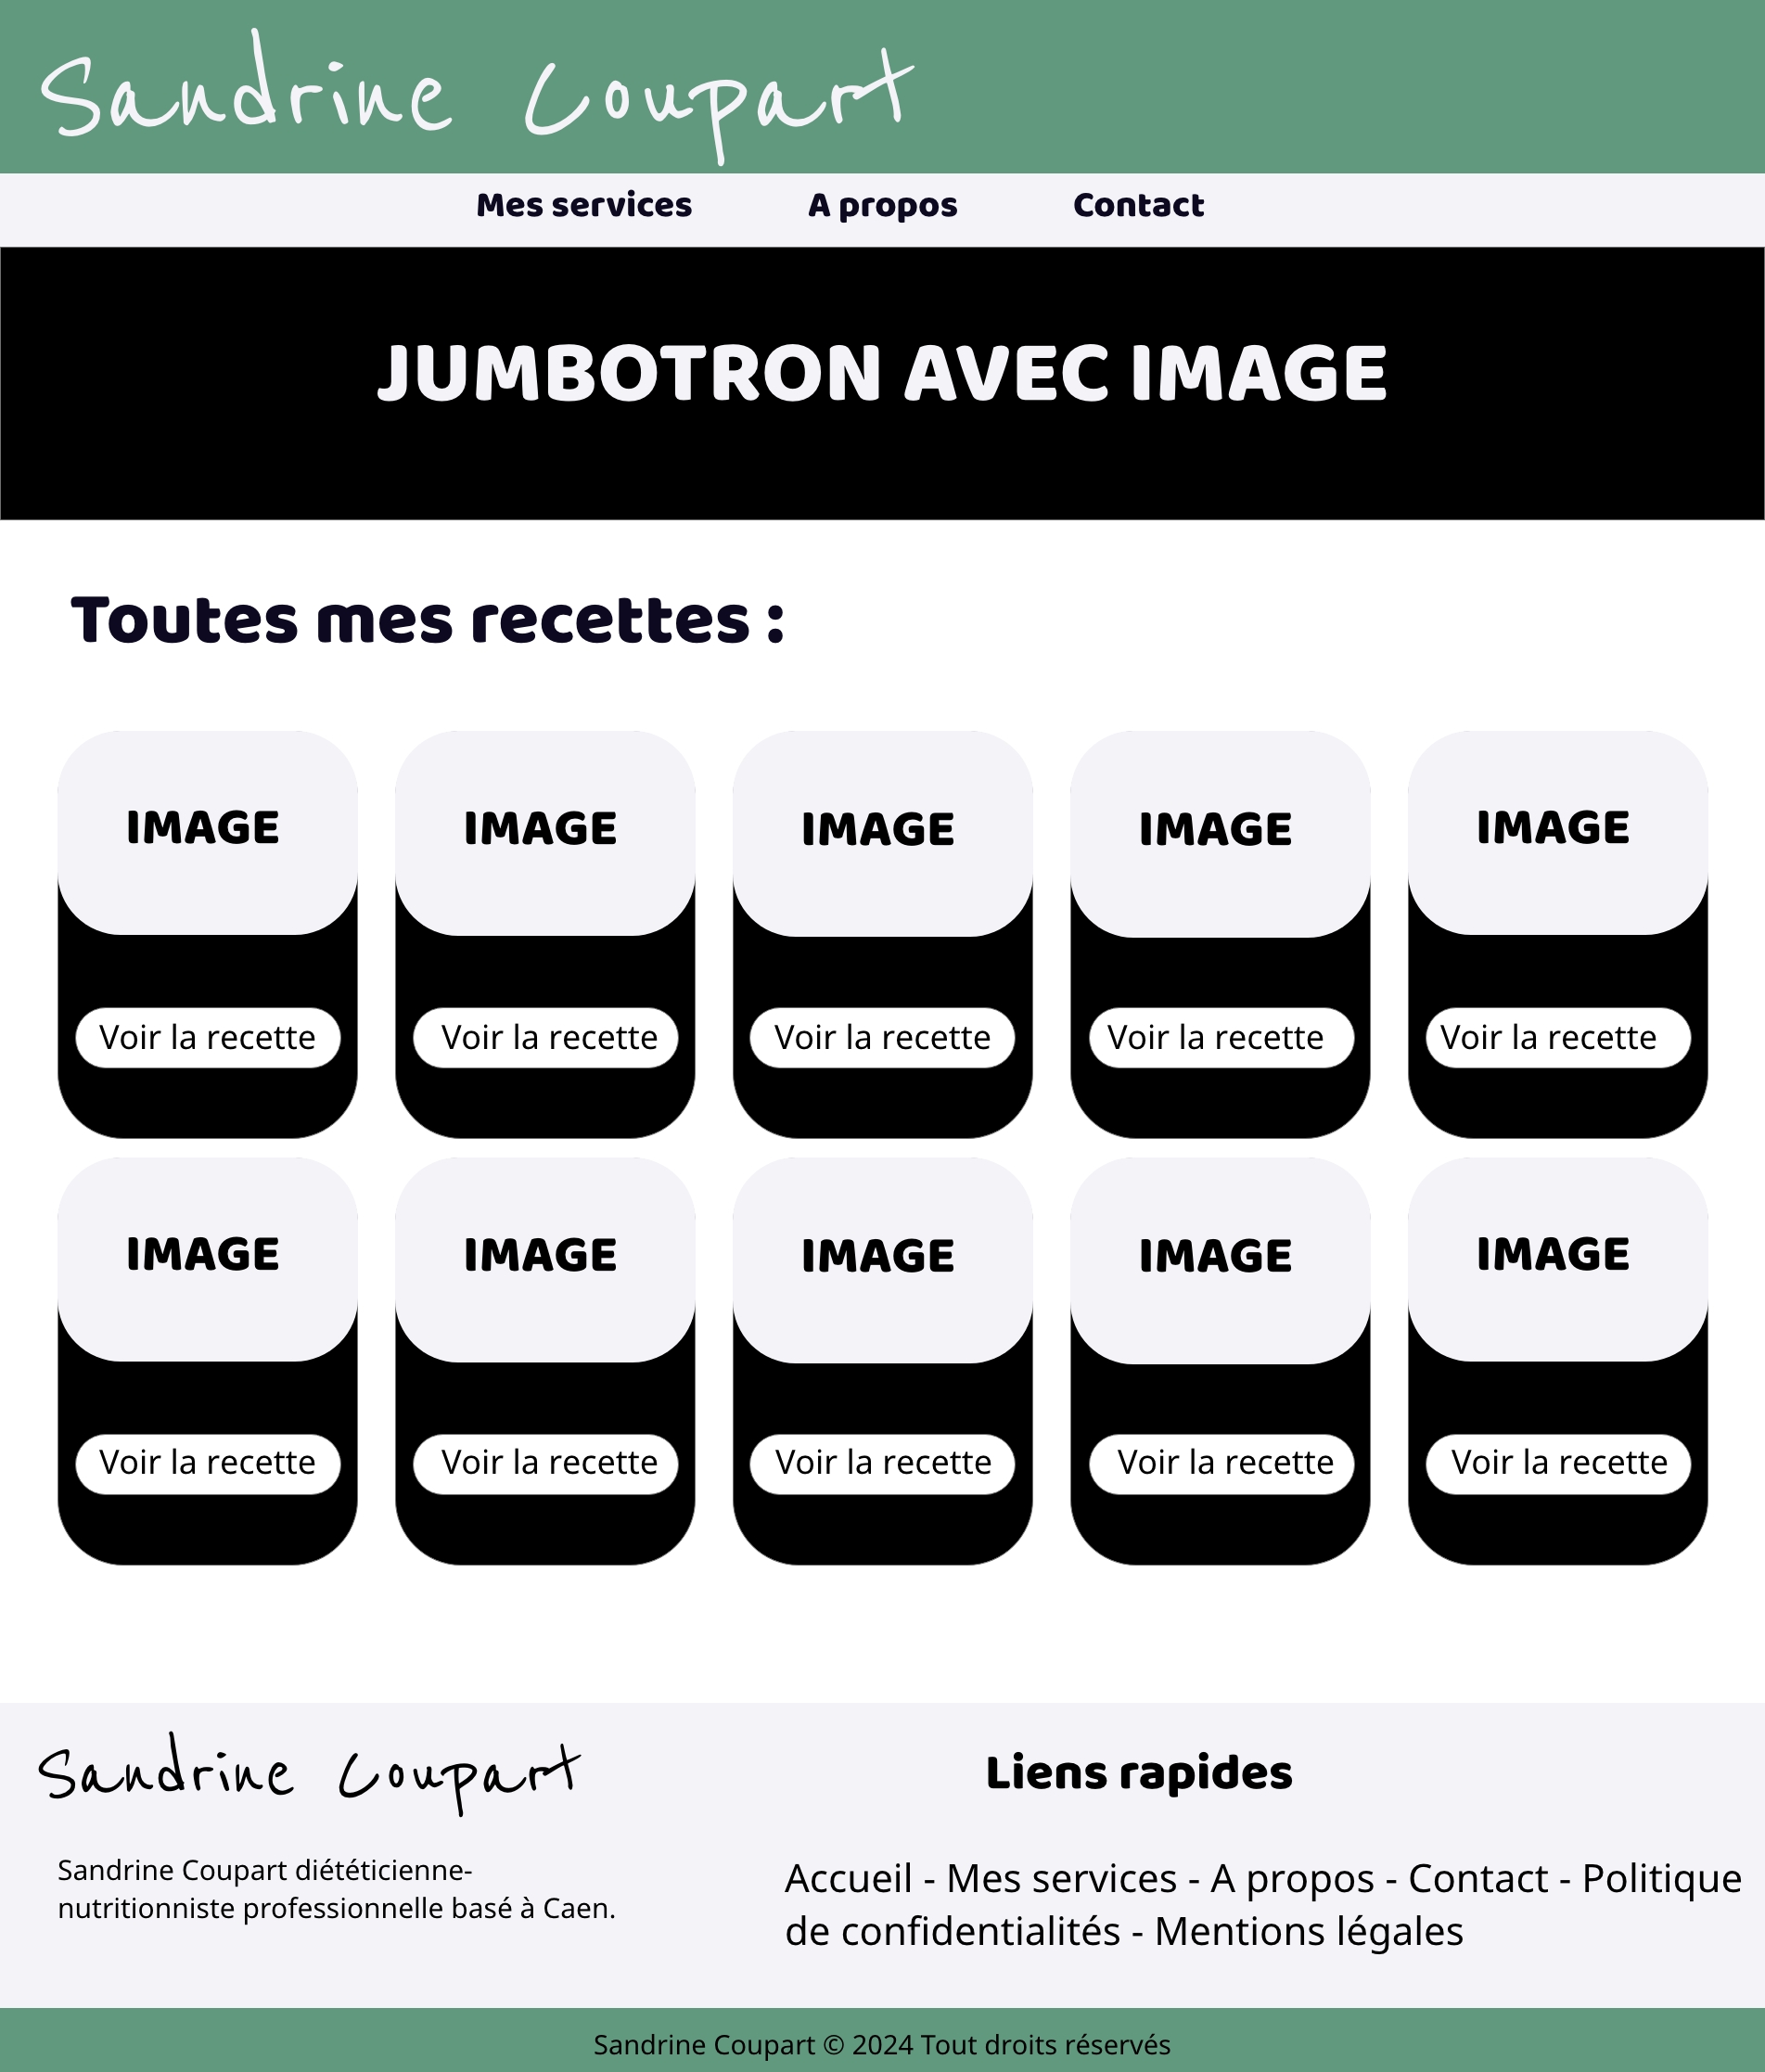 Sandrine Coupart
Mes services A propos Contact
JUMBOTRON AVEC IMAGE
Toutes mes recettes :
IMAGE IMAGE IMAGE IMAGE IMAGE
Voir la recette Voir la recette Voir la recette Voir la recette Voir la recette
IMAGE IMAGE IMAGE IMAGE IMAGE
Voir la recette Voir la recette Voir la recette Voir la recette Voir la recette
Sandrine Coupart
Sandrine Coupart diététicienne-
nutritionniste professionnelle basé à Caen.
Liens rapides
Accueil - Mes services - A propos - Contact - Politique
de confidentialités - Mentions légales
Sandrine Coupart © 2024 Tout droits réservés